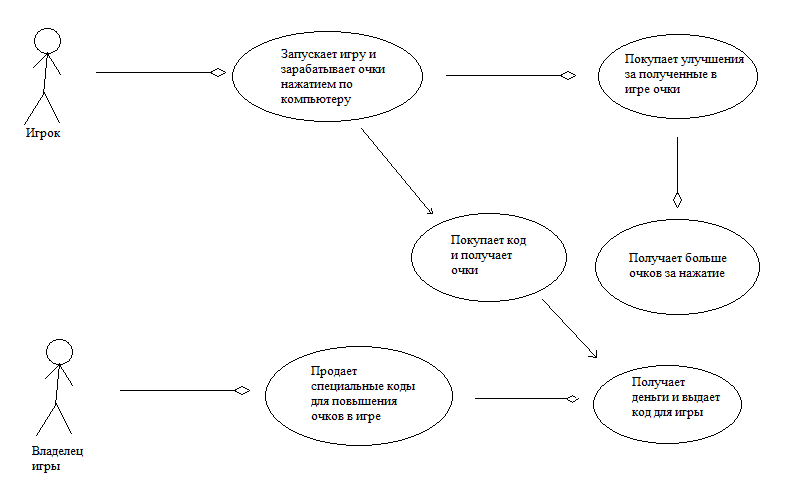 Игрок
Запускает игру и
зарабатывает очки
нажатием по
компьютеру
Покупает улучшения
за полученные в
игре очки
Покупает код
и получает
очки
Получает больше
очков за нажатие
Владелец
игры
Продает
специальные коды
для повышения
очков в игре
Получает
деньги и выдает
код для игры